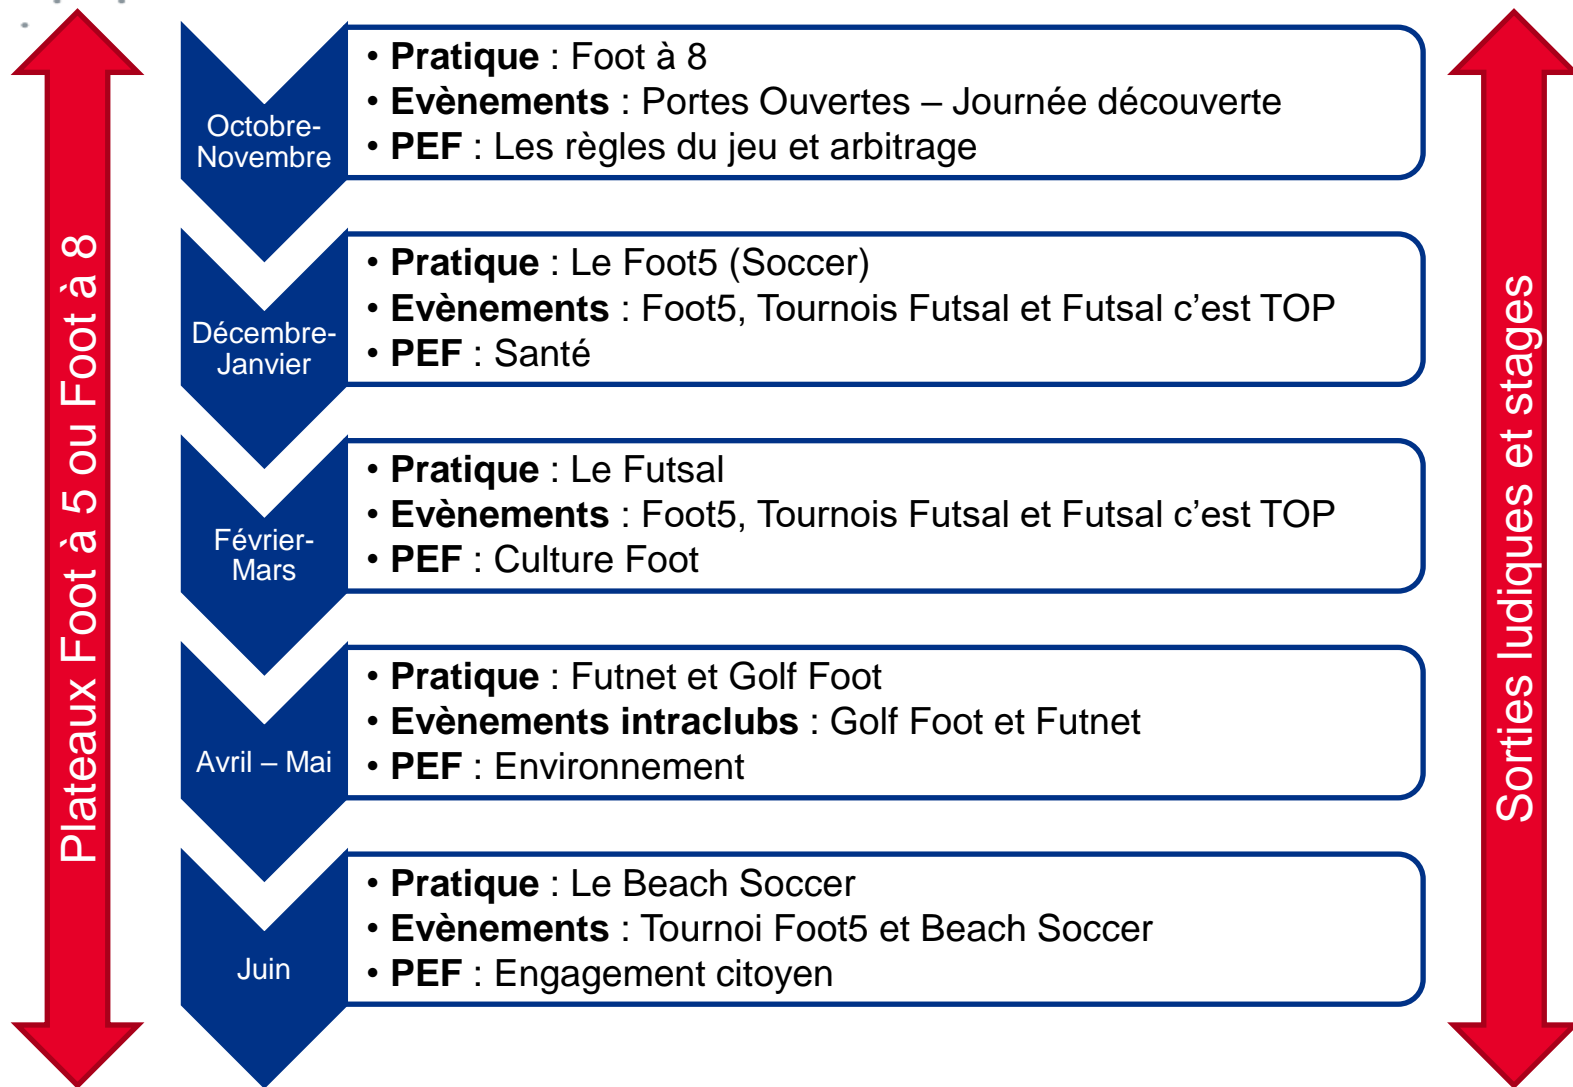 Plateaux Foot à 5 ou Foot à 8
Octobre-
Novembre
• Pratique : Foot à 8
• Evènements : Portes Ouvertes – Journée découverte
• PEF : Les règles du jeu et arbitrage
Décembre-
Janvier
• Pratique : Le Foot5 (Soccer)
• Evènements : Foot5, Tournois Futsal et Futsal c’est TOP
• PEF : Santé
Février-
Mars
• Pratique : Le Futsal
• Evènements : Foot5, Tournois Futsal et Futsal c’est TOP
• PEF : Culture Foot
Avril – Mai
• Pratique : Futnet et Golf Foot
• Evènements intraclubs : Golf Foot et Futnet
• PEF : Environnement
Juin
• Pratique : Le Beach Soccer
• Evènements : Tournoi Foot5 et Beach Soccer
• PEF : Engagement citoyen
Sorties ludiques et stages